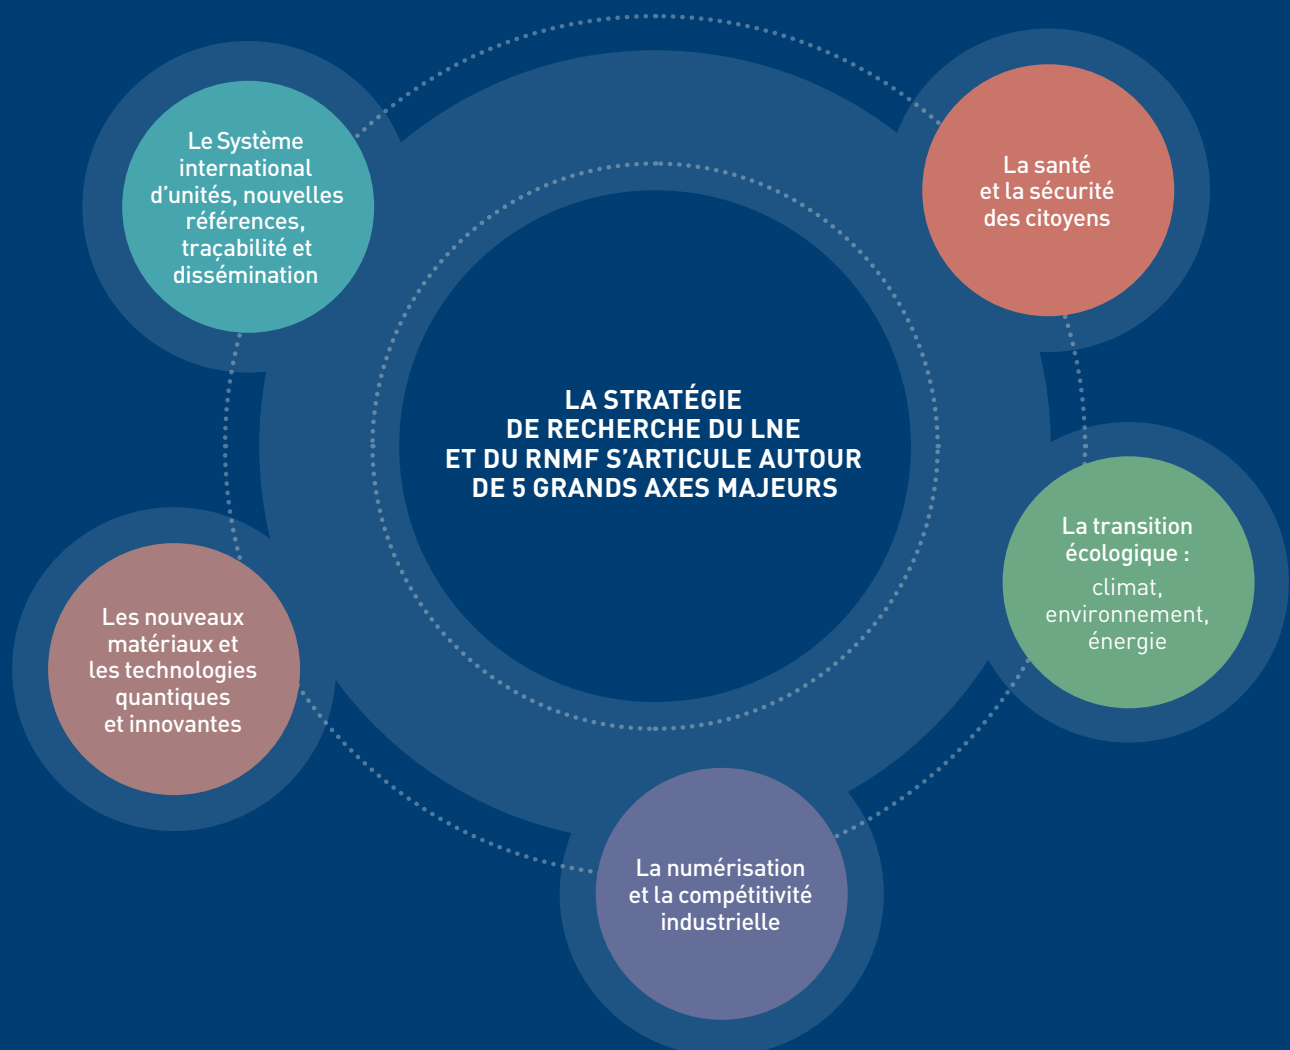 Le Système
international
d’unités, nouvelles
références,
traçabilité et
dissémination
La santé
et la sécurité
des citoyens
LA STRATÉGIE
DE RECHERCHE DU LNE
ET DU RNMF S’ARTICULE AUTOUR
DE 5 GRANDS AXES MAJEURS
La transition
écologique :
climat,
environnement,
énergie
Les nouveaux
matériaux et
les technologies
quantiques
et innovantes
La numérisation
et la compétitivité
industrielle